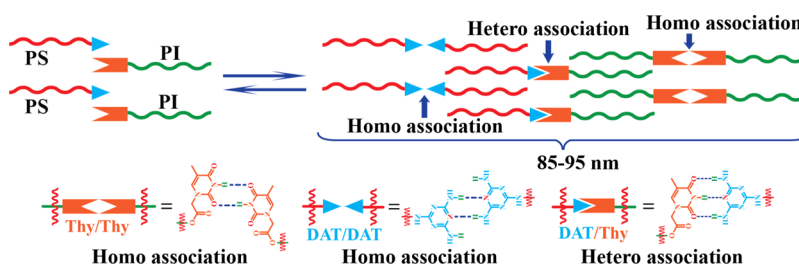 Hetero association
Homo association
PS
PI
PS
PI
Homo association
85-95 nm
Thy/Thy
=
DAT/DAT
=
DAT/Thy
=
Homo association
Homo association
Hetero association